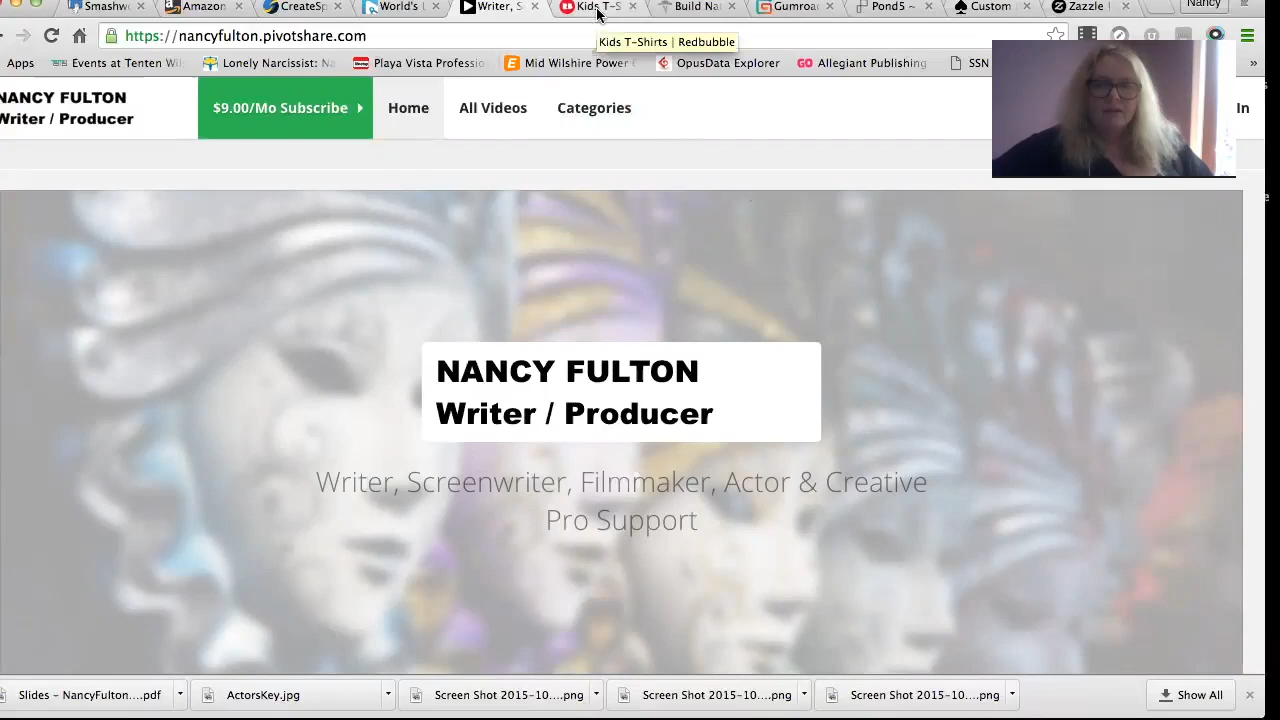 Smashw
Amazon
CreateSp
World's L
Writer, S
Kids T-S
Build Na
Gumroa
Pond5 ~
Custom
Zazzle
Nancy
https://nancyfulton.pivotshare.com
Kids T-Shirts | Redbubble
Apps
Events at Tenten Wil
Lonely Narcissist: Na
Playa Vista Professio
Mid Wilshire Power
OpusData Explorer
GO Allegiant Publishing
SSN
»
NANCY FULTON
Writer / Producer
$9.00/Mo Subscribe
Home
All Videos
Categories
In
NANCY FULTON
Writer / Producer
Writer, Screenwriter, Filmmaker, Actor & Creative
Pro Support
Slides - NancyFulton....pdf
ActorsKey.jpg
Screen Shot 2015-10....png
Screen Shot 2015-10....png
Screen Shot 2015-10....png
Show All